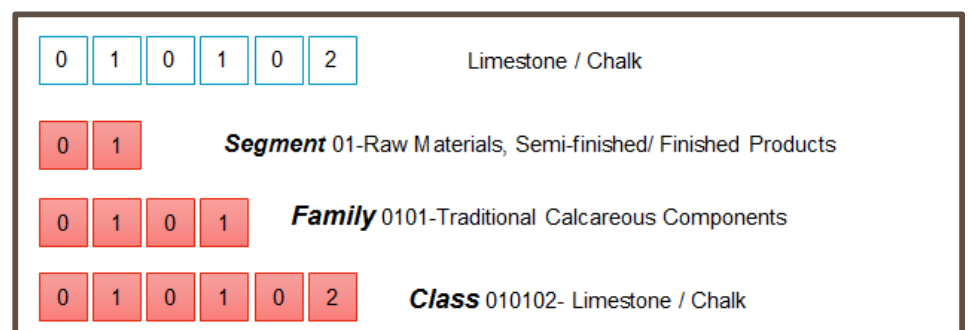 0 1 0 1 0 2 Limestone / Chalk
0 1 Segment 01-Raw Materials, Semi-finished/ Finished Products
0 1 0 1 Family 0101-Traditional Calcareous Components
0 1 0 1 0 2 Class 010102- Limestone / Chalk